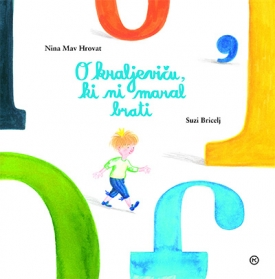 Nina Mav Hrovat
O kraljeviču,
ki ni maral
brati
Suzi Bricelj